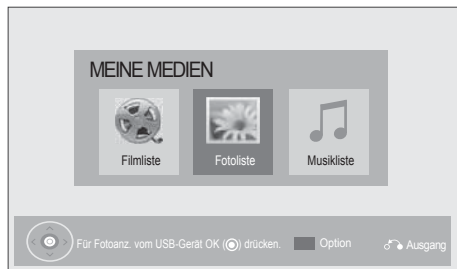 MEINE MEDIEN
Filmliste
Fotoliste
Musikliste
Für Fotoanz. vom USB-Gerät OK (◉) drücken. Option Ausgang